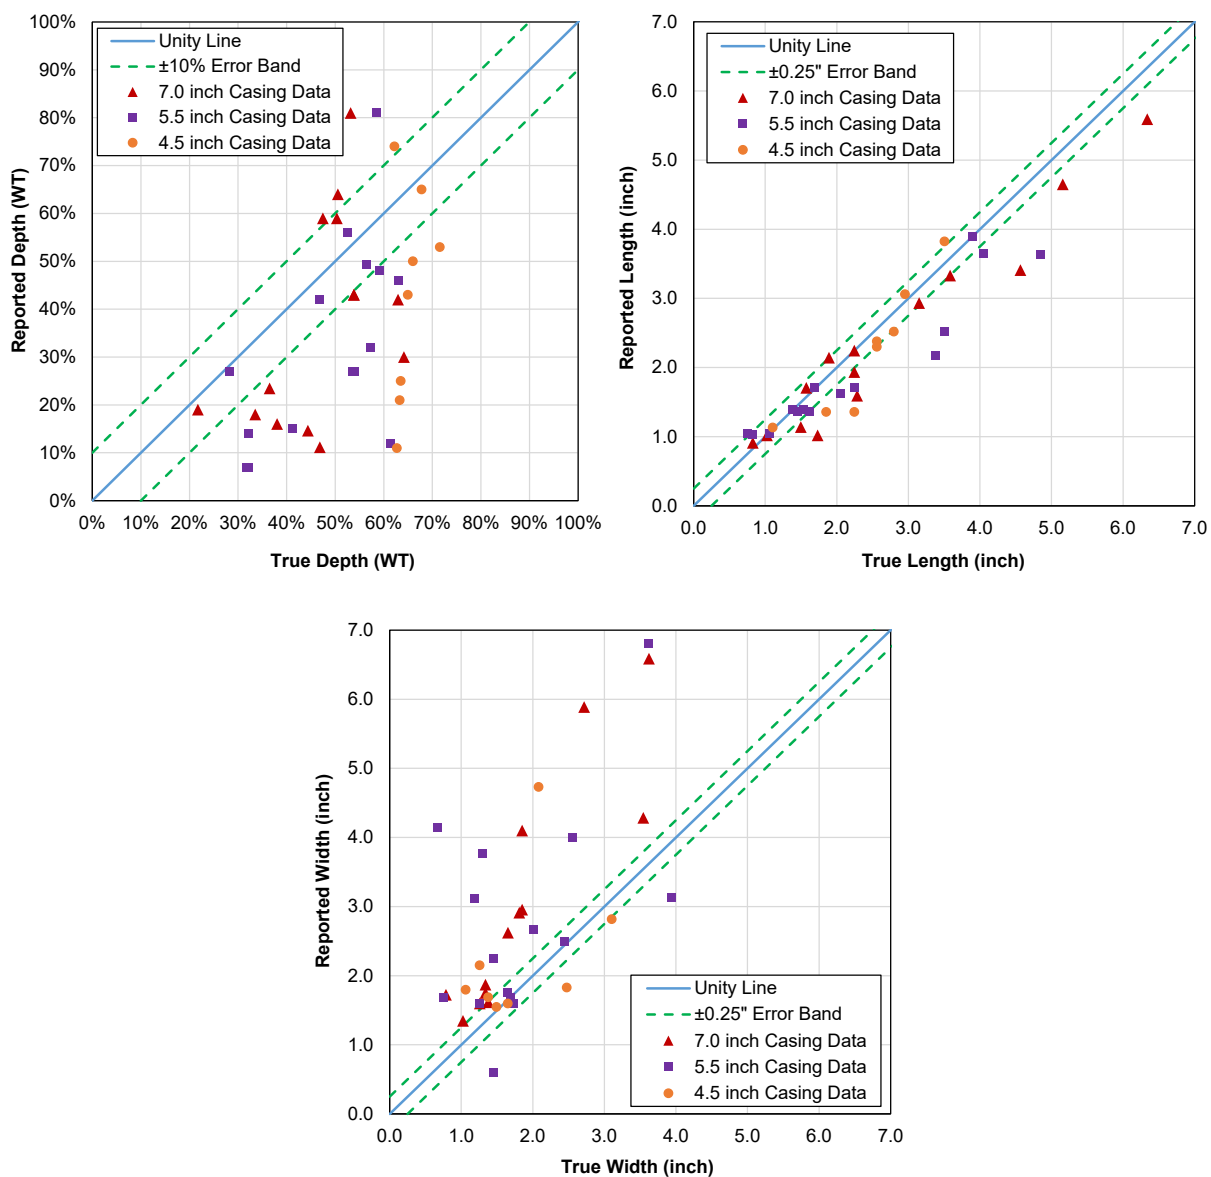 100%
90%
80%
70%
60%
50%
40%
30%
20%
10%
0%
Reported Depth (WT)
Unity Line
±10% Error Band
7.0 inch Casing Data
5.5 inch Casing Data
4.5 inch Casing Data
0% 10% 20% 30% 40% 50% 60% 70% 80% 90% 100%
True Depth (WT)
7.0
6.0
5.0
4.0
3.0
2.0
1.0
0.0
Reported Length (inch)
Unity Line
±0.25" Error Band
7.0 inch Casing Data
5.5 inch Casing Data
4.5 inch Casing Data
0.0 1.0 2.0 3.0 4.0 5.0 6.0 7.0
True Length (inch)
7.0
6.0
5.0
4.0
3.0
2.0
1.0
0.0
Reported Width (inch)
Unity Line
±0.25" Error Band
7.0 inch Casing Data
5.5 inch Casing Data
4.5 inch Casing Data
0.0 1.0 2.0 3.0 4.0 5.0 6.0 7.0
True Width (inch)